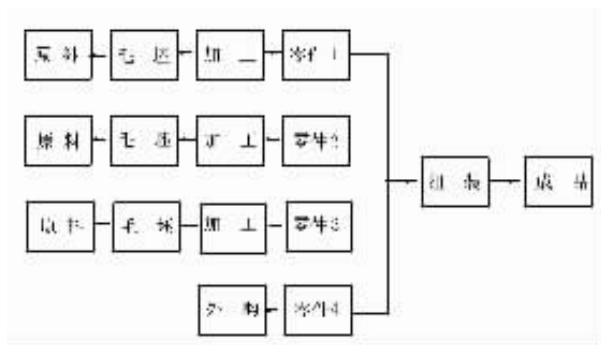 原料 毛坯 加工 零件1
原料 毛坯 加工 零件2
组装 成品
原料 毛坯 加工 零件3
外购 零件4